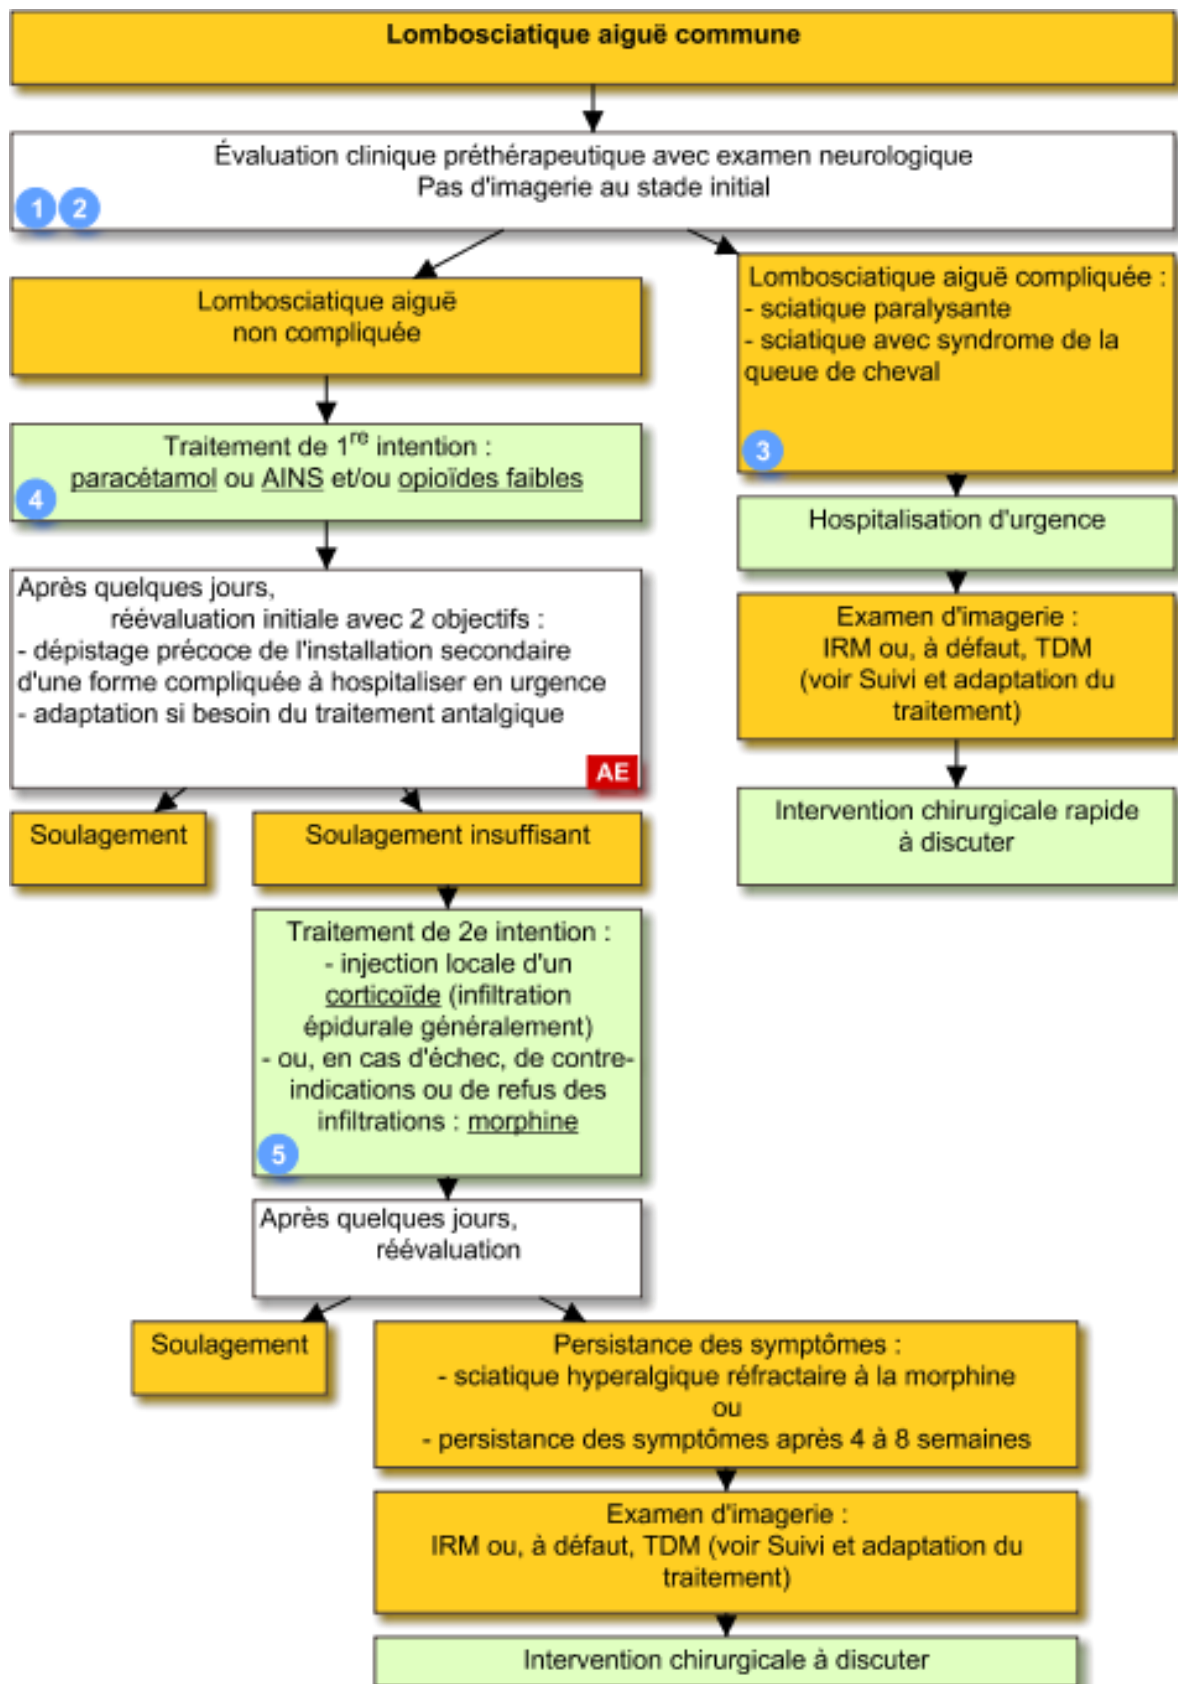 Lombosciatique aiguë commune
Évaluation clinique préthérapeutique avec examen neurologique
Pas d'imagerie au stade initial
1 2
Lombosciatique aiguë
non compliquée
Lombosciatique aiguë compliquée :
- sciatique paralysante
- sciatique avec syndrome de la
queue de cheval
3
Traitement de 1re intention :
paracétamol ou AINS et/ou opioïdes faibles
4
Hospitalisation d'urgence
Après quelques jours,
réévaluation initiale avec 2 objectifs :
- dépistage précoce de l'installation secondaire
d'une forme compliquée à hospitaliser en urgence
- adaptation si besoin du traitement antalgique
AE
Examen d'imagerie :
IRM ou, à défaut, TDM
(voir Suivi et adaptation du
traitement)
Intervention chirurgicale rapide
à discuter
Soulagement
Soulagement insuffisant
Traitement de 2e intention :
- injection locale d'un
corticoïde (infiltration
épidurale généralement)
- ou, en cas d'échec, de contre-
indications ou de refus des
infiltrations : morphine
5
Après quelques jours,
réévaluation
Soulagement
Persistance des symptômes :
- sciatique hyperalgique réfractaire à la morphine
ou
- persistance des symptômes après 4 à 8 semaines
Examen d'imagerie :
IRM ou, à défaut, TDM (voir Suivi et adaptation du
traitement)
Intervention chirurgicale à discuter